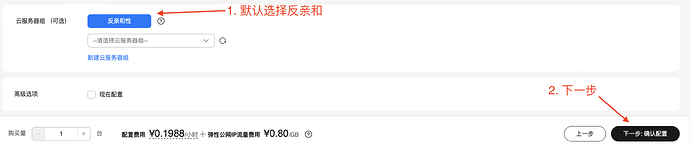 1. 默认选择反亲和
云服务器组 (可选) 反亲和性 ?
--请选择云服务器组--
新建云服务器组
高级选项 现在配置
2. 下一步
购买量 - 1 + 台 配置费用 ¥0.1988/小时 + 弹性公网IP流量费用 ¥0.80/GB ? 上一步 下一步: 确认配置